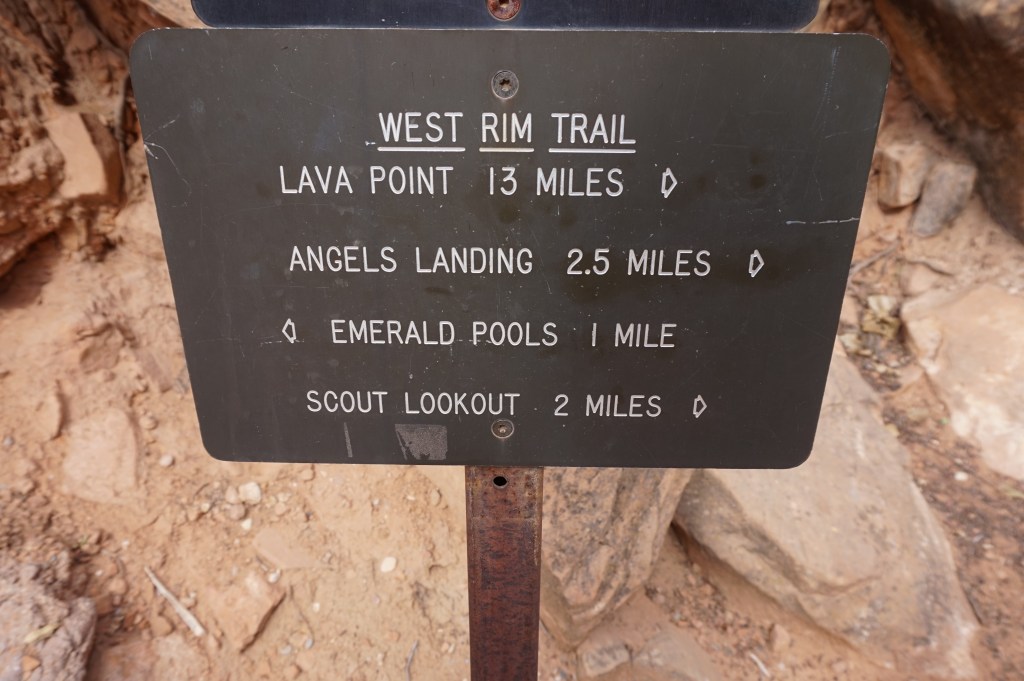 WEST RIM TRAIL
LAVA POINT 13 MILES
ANGELS LANDING 2.5 MILES
EMERALD POOLS 1 MILE
SCOUT LOOKOUT 2 MILES